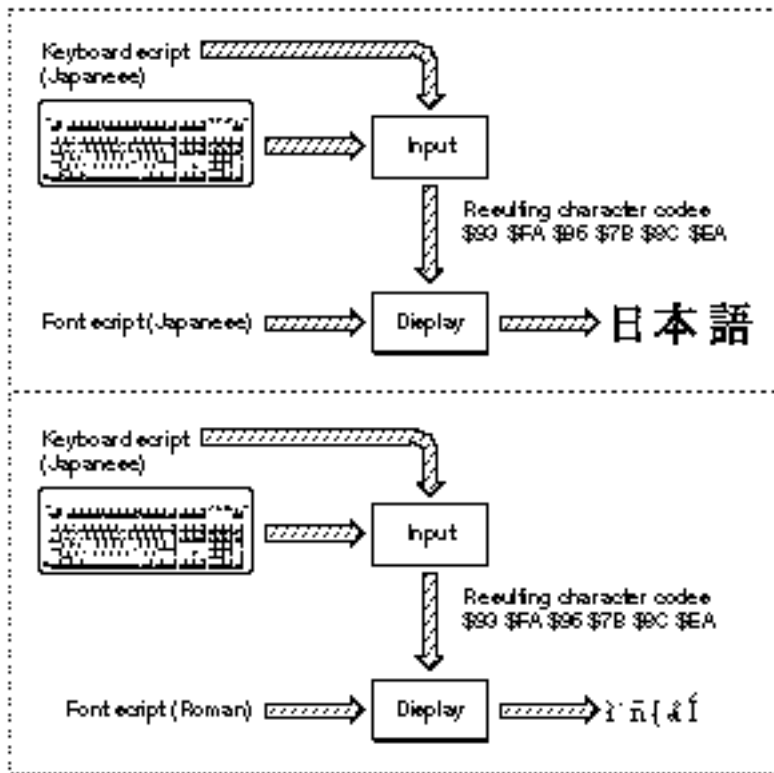 Keyboard script
(Japanese)
Input
Resulting character codes
$93 $FA $96 $7B $8C $EA
Font script (Japanese)
Display
日本語
Keyboard script
(Japanese)
Input
Resulting character codes
$93 $FA $96 $7B $8C $EA
Font script (Roman)
Display
ì˙ñ{åÍ